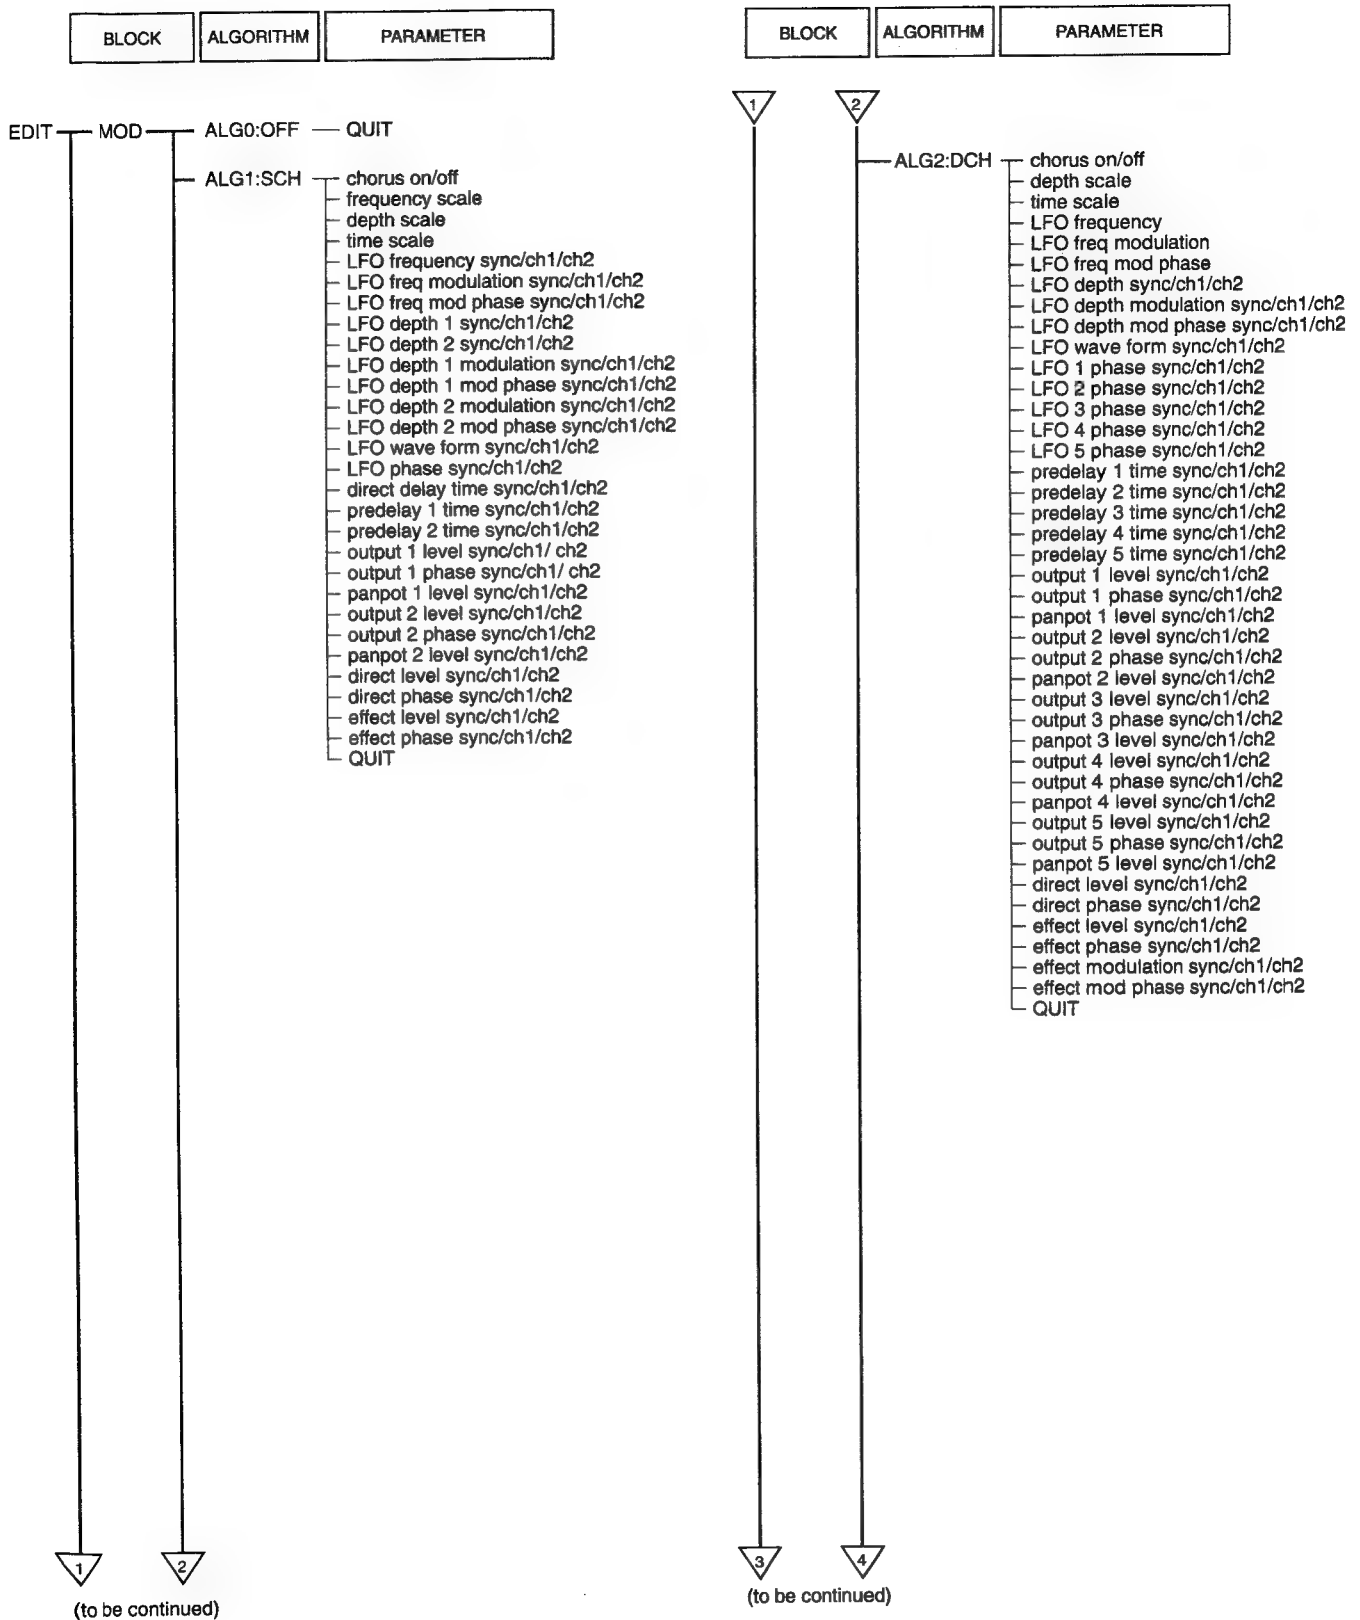 BLOCK ALGORITHM PARAMETER
EDIT MOD ALG0:OFF QUIT
ALG1:SCH chorus on/off
frequency scale
depth scale
time scale
LFO frequency sync/ch1/ch2
LFO freq modulation sync/ch1/ch2
LFO freq mod phase sync/ch1/ch2
LFO depth 1 sync/ch1/ch2
LFO depth 2 sync/ch1/ch2
LFO depth 1 modulation sync/ch1/ch2
LFO depth 1 mod phase sync/ch1/ch2
LFO depth 2 modulation sync/ch1/ch2
LFO depth 2 mod phase sync/ch1/ch2
LFO wave form sync/ch1/ch2
LFO phase sync/ch1/ch2
direct delay time sync/ch1/ch2
predelay 1 time sync/ch1/ch2
predelay 2 time sync/ch1/ch2
output 1 level sync/ch1/ ch2
output 1 phase sync/ch1/ ch2
panpot 1 level sync/ch1/ch2
output 2 level sync/ch1/ch2
output 2 phase sync/ch1/ch2
panpot 2 level sync/ch1/ch2
direct level sync/ch1/ch2
direct phase sync/ch1/ch2
effect level sync/ch1/ch2
effect phase sync/ch1/ch2
QUIT
1 2
(to be continued)
BLOCK ALGORITHM PARAMETER
1 2
ALG2:DCH chorus on/off
depth scale
time scale
LFO frequency
LFO freq modulation
LFO freq mod phase
LFO depth sync/ch1/ch2
LFO depth modulation sync/ch1/ch2
LFO depth mod phase sync/ch1/ch2
LFO wave form sync/ch1/ch2
LFO 1 phase sync/ch1/ch2
LFO 2 phase sync/ch1/ch2
LFO 3 phase sync/ch1/ch2
LFO 4 phase sync/ch1/ch2
LFO 5 phase sync/ch1/ch2
predelay 1 time sync/ch1/ch2
predelay 2 time sync/ch1/ch2
predelay 3 time sync/ch1/ch2
predelay 4 time sync/ch1/ch2
predelay 5 time sync/ch1/ch2
output 1 level sync/ch1/ch2
output 1 phase sync/ch1/ch2
panpot 1 level sync/ch1/ch2
output 2 level sync/ch1/ch2
output 2 phase sync/ch1/ch2
panpot 2 level sync/ch1/ch2
output 3 level sync/ch1/ch2
output 3 phase sync/ch1/ch2
panpot 3 level sync/ch1/ch2
output 4 level sync/ch1/ch2
output 4 phase sync/ch1/ch2
panpot 4 level sync/ch1/ch2
output 5 level sync/ch1/ch2
output 5 phase sync/ch1/ch2
panpot 5 level sync/ch1/ch2
direct level sync/ch1/ch2
direct phase sync/ch1/ch2
effect level sync/ch1/ch2
effect phase sync/ch1/ch2
effect modulation sync/ch1/ch2
effect mod phase sync/ch1/ch2
QUIT
3 4
(to be continued)